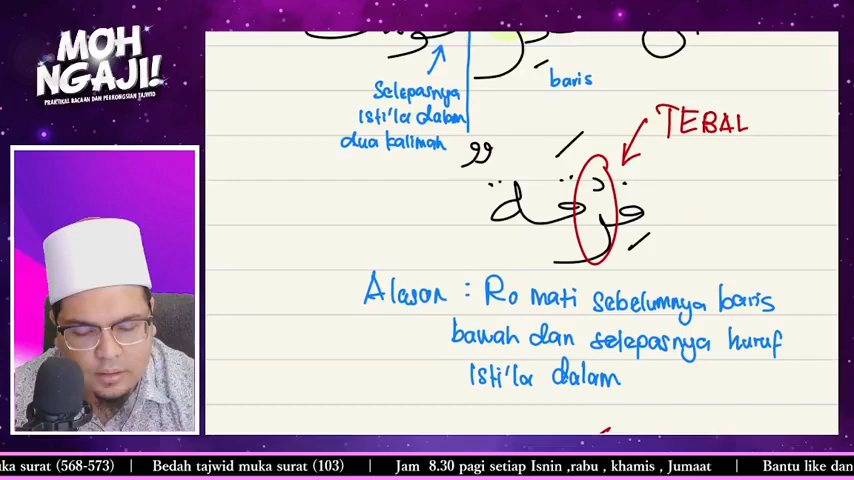 MOH
NGAJI!
PRAKTIKAL BACAAN DAN PERKONGSIAN TAJWID
Selepasnya
isti'la dalam
dua kalimah
baris
TEBAL
فِرْقَةٌ
Alasan : Ro mati sebelumnya baris
bawah dan selepasnya huruf
isti'la dalam
ka surat (568-573) | Bedah tajwid muka surat (103) | Jam 8.30 pagi setiap Isnin ,rabu , khamis , Jumaat | Bantu like dan